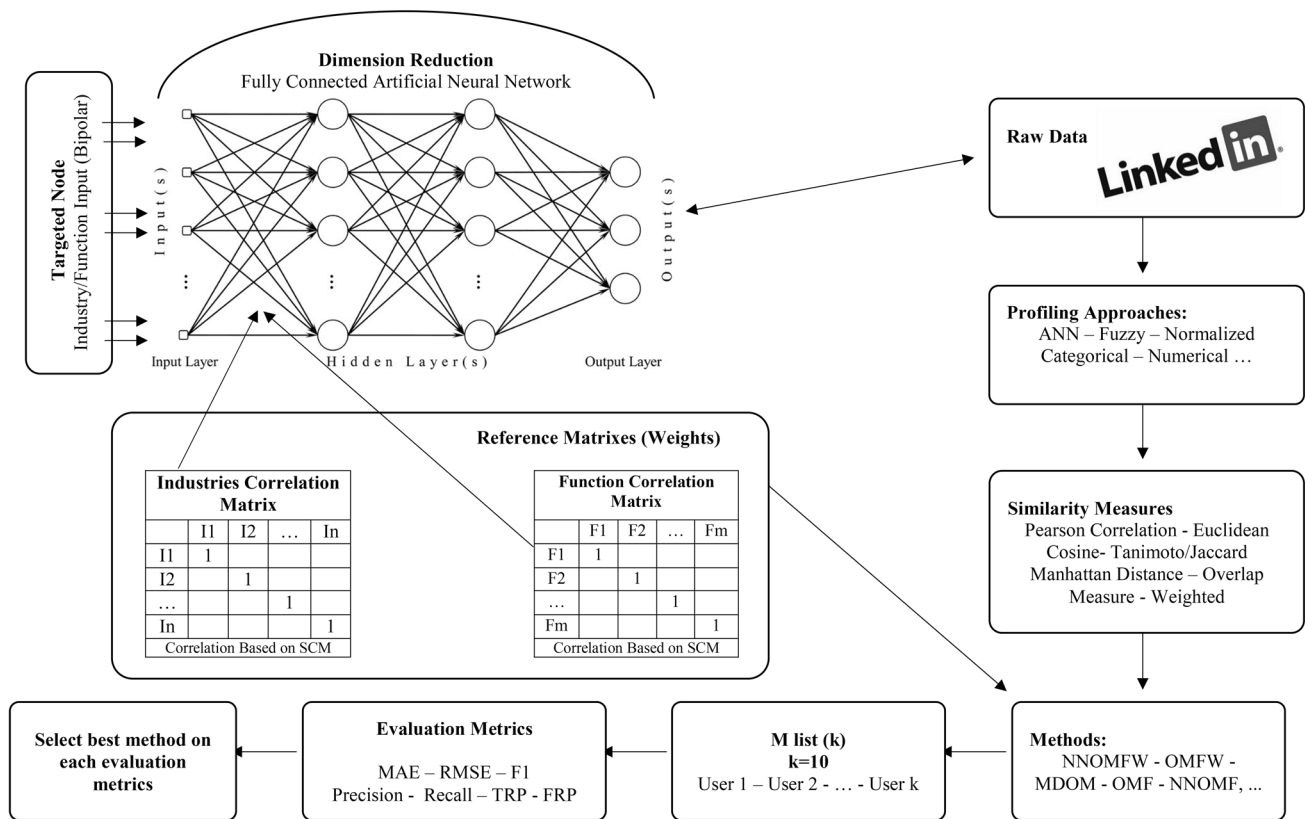 Dimension Reduction
Fully Connected Artificial Neural Network
Targeted Node
Industry/Function Input (Bipolar)
Input(s)
...
...
...
Output(s)
Input Layer
Hidden Layer(s)
Output Layer
Raw Data
Linked in®
Profiling Approaches:
ANN – Fuzzy – Normalized
Categorical – Numerical …
Reference Matrixes (Weights)
Industries Correlation
Matrix
I1 I2 … In
I1 1
I2 1
… 1
In 1
Correlation Based on SCM
Function Correlation
Matrix
F1 F2 … Fm
F1 1
F2 1
… 1
Fm 1
Correlation Based on SCM
Similarity Measures
Pearson Correlation - Euclidean
Cosine- Tanimoto/Jaccard
Manhattan Distance – Overlap
Measure - Weighted
Methods:
NNOMFW - OMFW -
MDOM - OMF - NNOMF, ...
M list (k)
k=10
User 1 – User 2 - … - User k
Evaluation Metrics
MAE – RMSE – F1
Precision - Recall – TRP - FRP
Select best method on
each evaluation
metrics